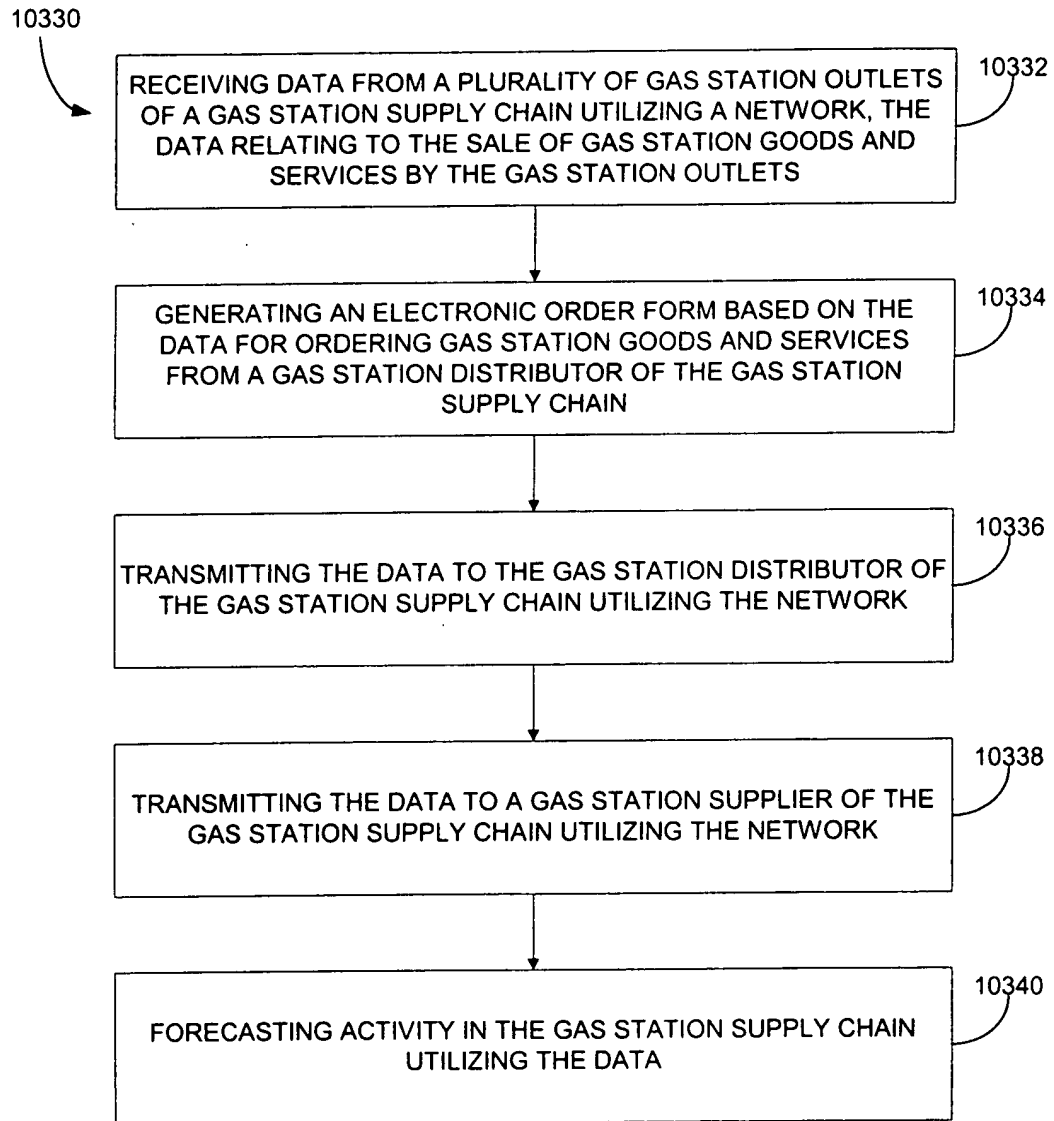 10330
RECEIVING DATA FROM A PLURALITY OF GAS STATION OUTLETS
OF A GAS STATION SUPPLY CHAIN UTILIZING A NETWORK, THE
DATA RELATING TO THE SALE OF GAS STATION GOODS AND
SERVICES BY THE GAS STATION OUTLETS
10332
GENERATING AN ELECTRONIC ORDER FORM BASED ON THE
DATA FOR ORDERING GAS STATION GOODS AND SERVICES
FROM A GAS STATION DISTRIBUTOR OF THE GAS STATION
SUPPLY CHAIN
10334
TRANSMITTING THE DATA TO THE GAS STATION DISTRIBUTOR OF
THE GAS STATION SUPPLY CHAIN UTILIZING THE NETWORK
10336
TRANSMITTING THE DATA TO A GAS STATION SUPPLIER OF THE
GAS STATION SUPPLY CHAIN UTILIZING THE NETWORK
10338
FORECASTING ACTIVITY IN THE GAS STATION SUPPLY CHAIN
UTILIZING THE DATA
10340